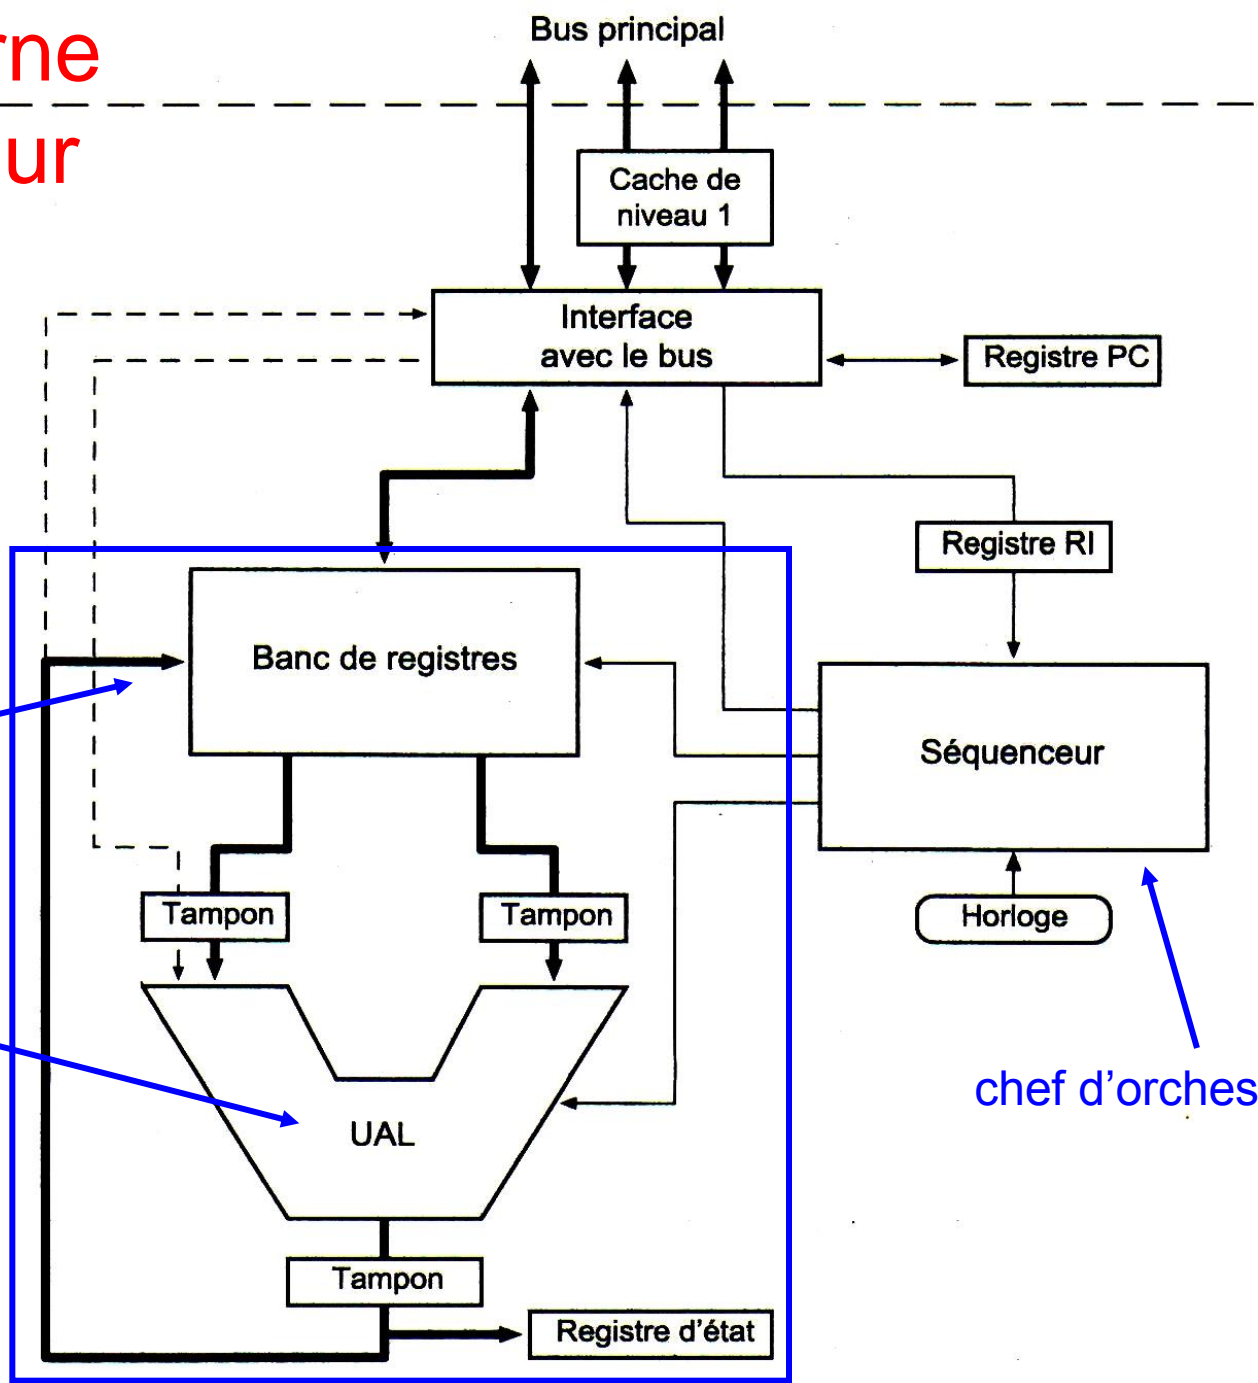 rne
ur
Bus principal
Cache de
niveau 1
Interface
avec le bus
Registre PC
Registre RI
Banc de registres
Séquenceur
Tampon
Tampon
Horloge
chef d'orches
UAL
Tampon
Registre d'état